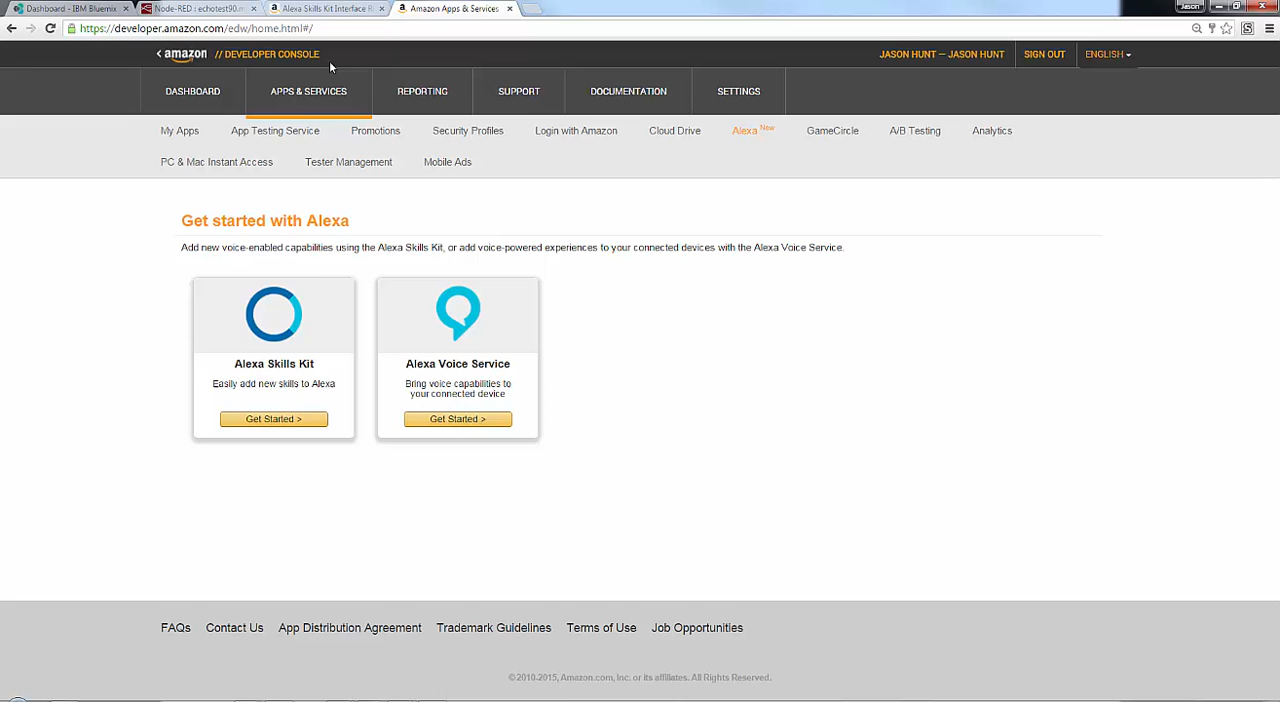 Dashboard - IBM Bluemix
Node-RED : echotest90.m
Alexa Skills Kit Interface R
Amazon Apps & Services
Jason
https://developer.amazon.com/edw/home.html#/
amazon // DEVELOPER CONSOLE
JASON HUNT — JASON HUNT
SIGN OUT
ENGLISH
DASHBOARD
APPS & SERVICES
REPORTING
SUPPORT
DOCUMENTATION
SETTINGS
My Apps
App Testing Service
Promotions
Security Profiles
Login with Amazon
Cloud Drive
Alexa New
GameCircle
A/B Testing
Analytics
PC & Mac Instant Access
Tester Management
Mobile Ads
Get started with Alexa
Add new voice-enabled capabilities using the Alexa Skills Kit, or add voice-powered experiences to your connected devices with the Alexa Voice Service.
Alexa Skills Kit
Easily add new skills to Alexa
Get Started >
Alexa Voice Service
Bring voice capabilities to
your connected device
Get Started >
FAQs
Contact Us
App Distribution Agreement
Trademark Guidelines
Terms of Use
Job Opportunities
©2010-2015, Amazon.com, Inc. or its affiliates. All Rights Reserved.